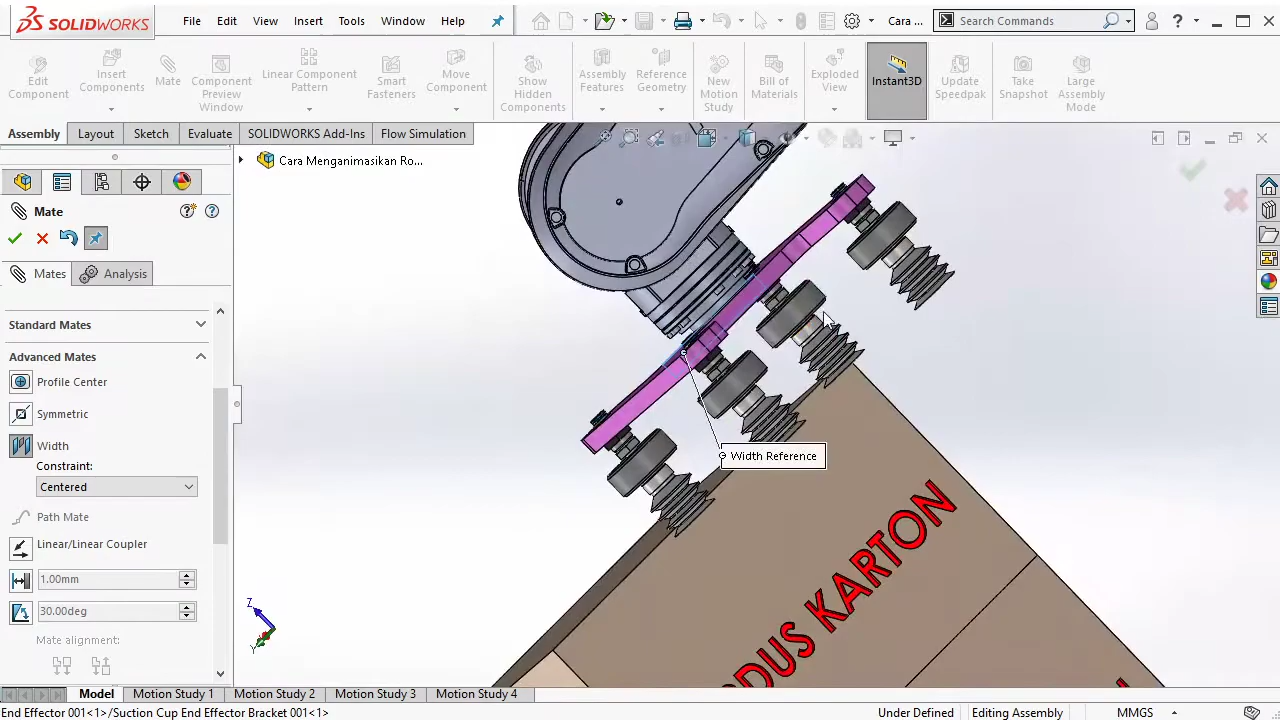 SOLIDWORKS File Edit View Insert Tools Window Help Cara ... Search Commands
Edit Component
Insert Components
Mate
Component Preview Window
Linear Component Pattern
Smart Fasteners
Move Component
Show Hidden Components
Assembly Features
Reference Geometry
New Motion Study
Bill of Materials
Exploded View
Instant3D
Update Speedpak
Take Snapshot
Large Assembly Mode
Assembly Layout Sketch Evaluate SOLIDWORKS Add-Ins Flow Simulation
Cara Menganimasikan Ro...
Mate
Mates Analysis
Standard Mates
Advanced Mates
Profile Center
Symmetric
Width
Constraint:
Centered
Path Mate
Linear/Linear Coupler
1.00mm
30.00deg
Mate alignment:
Width Reference
ODUS KARTON
Z
Y
Model Motion Study 1 Motion Study 2 Motion Study 3 Motion Study 4
End Effector 001<1>/Suction Cup End Effector Bracket 001<1> Under Defined Editing Assembly MMGS